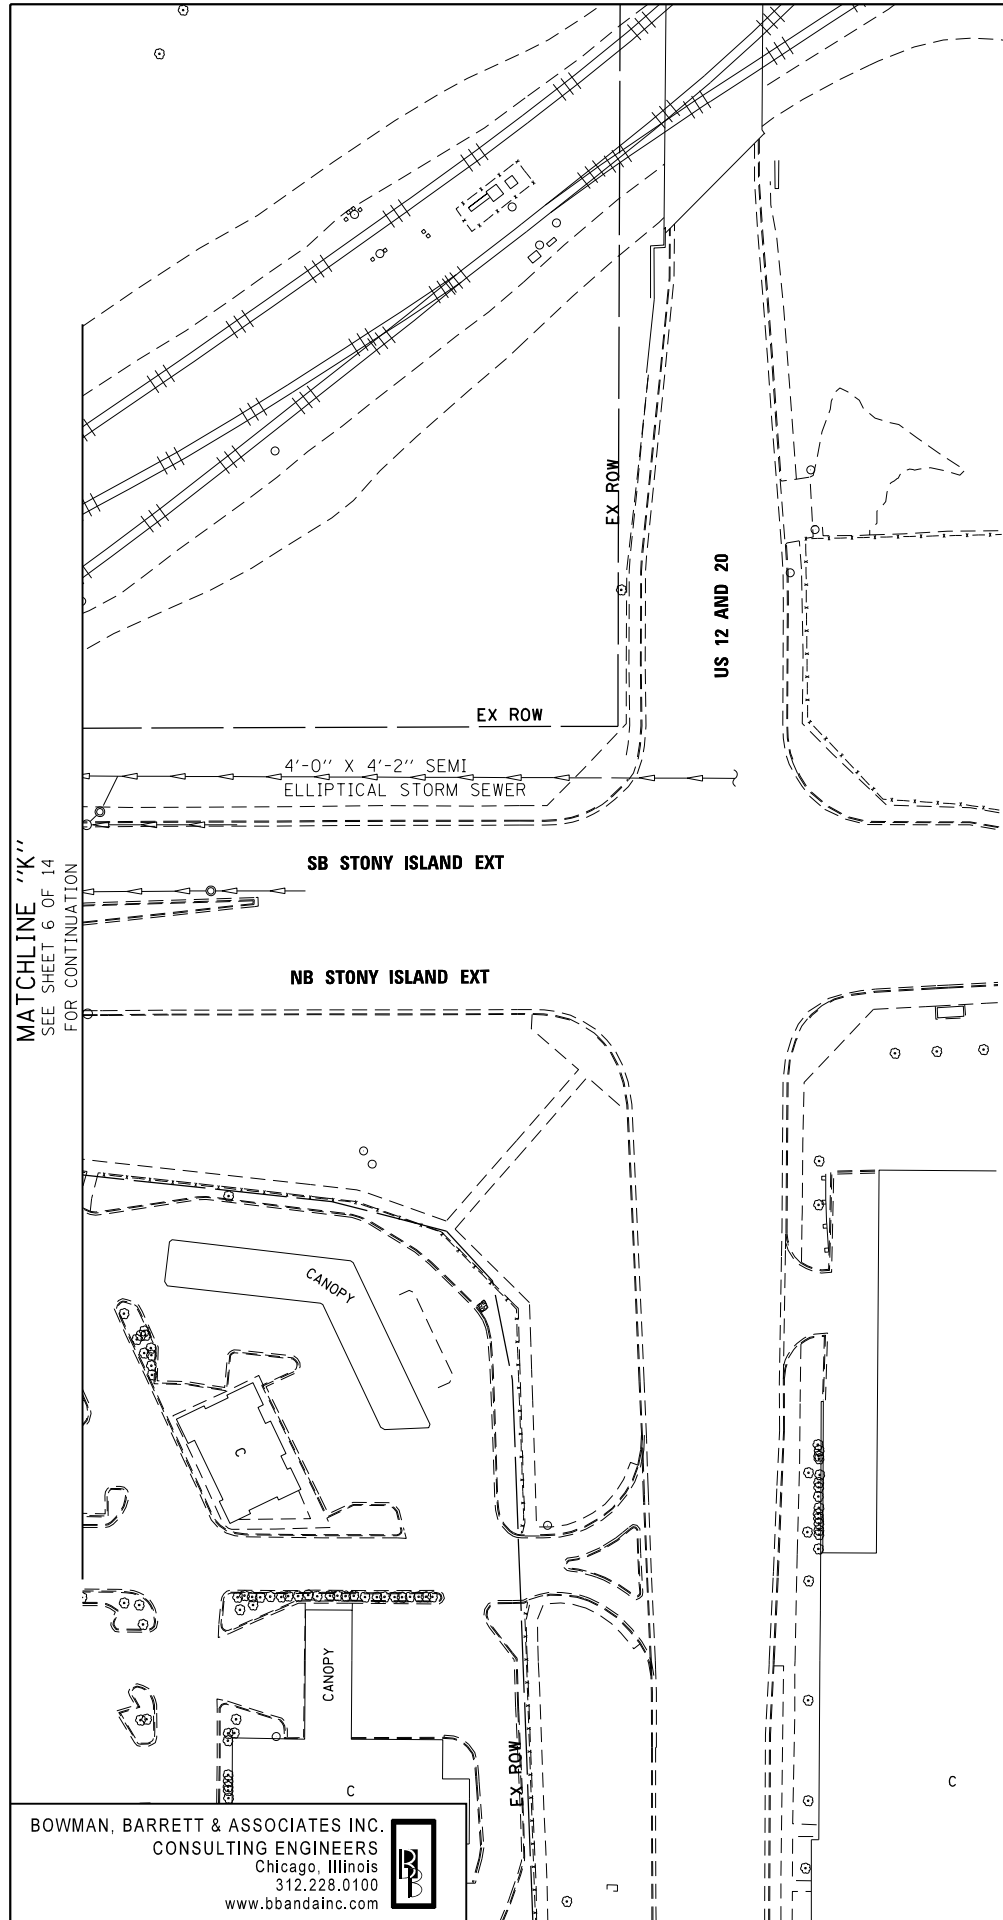 EX ROW
US 12 AND 20
EX ROW
4'-0" X 4'-2" SEMI
ELLIPTICAL STORM SEWER
SB STONY ISLAND EXT
MATCHLINE "K"
SEE SHEET 6 OF 14
FOR CONTINUATION
NB STONY ISLAND EXT
CANOPY
C
CANOPY
EX ROW
C
C
BOWMAN, BARRETT & ASSOCIATES INC.
CONSULTING ENGINEERS
Chicago, Illinois
312.228.0100
www.bbandainc.com